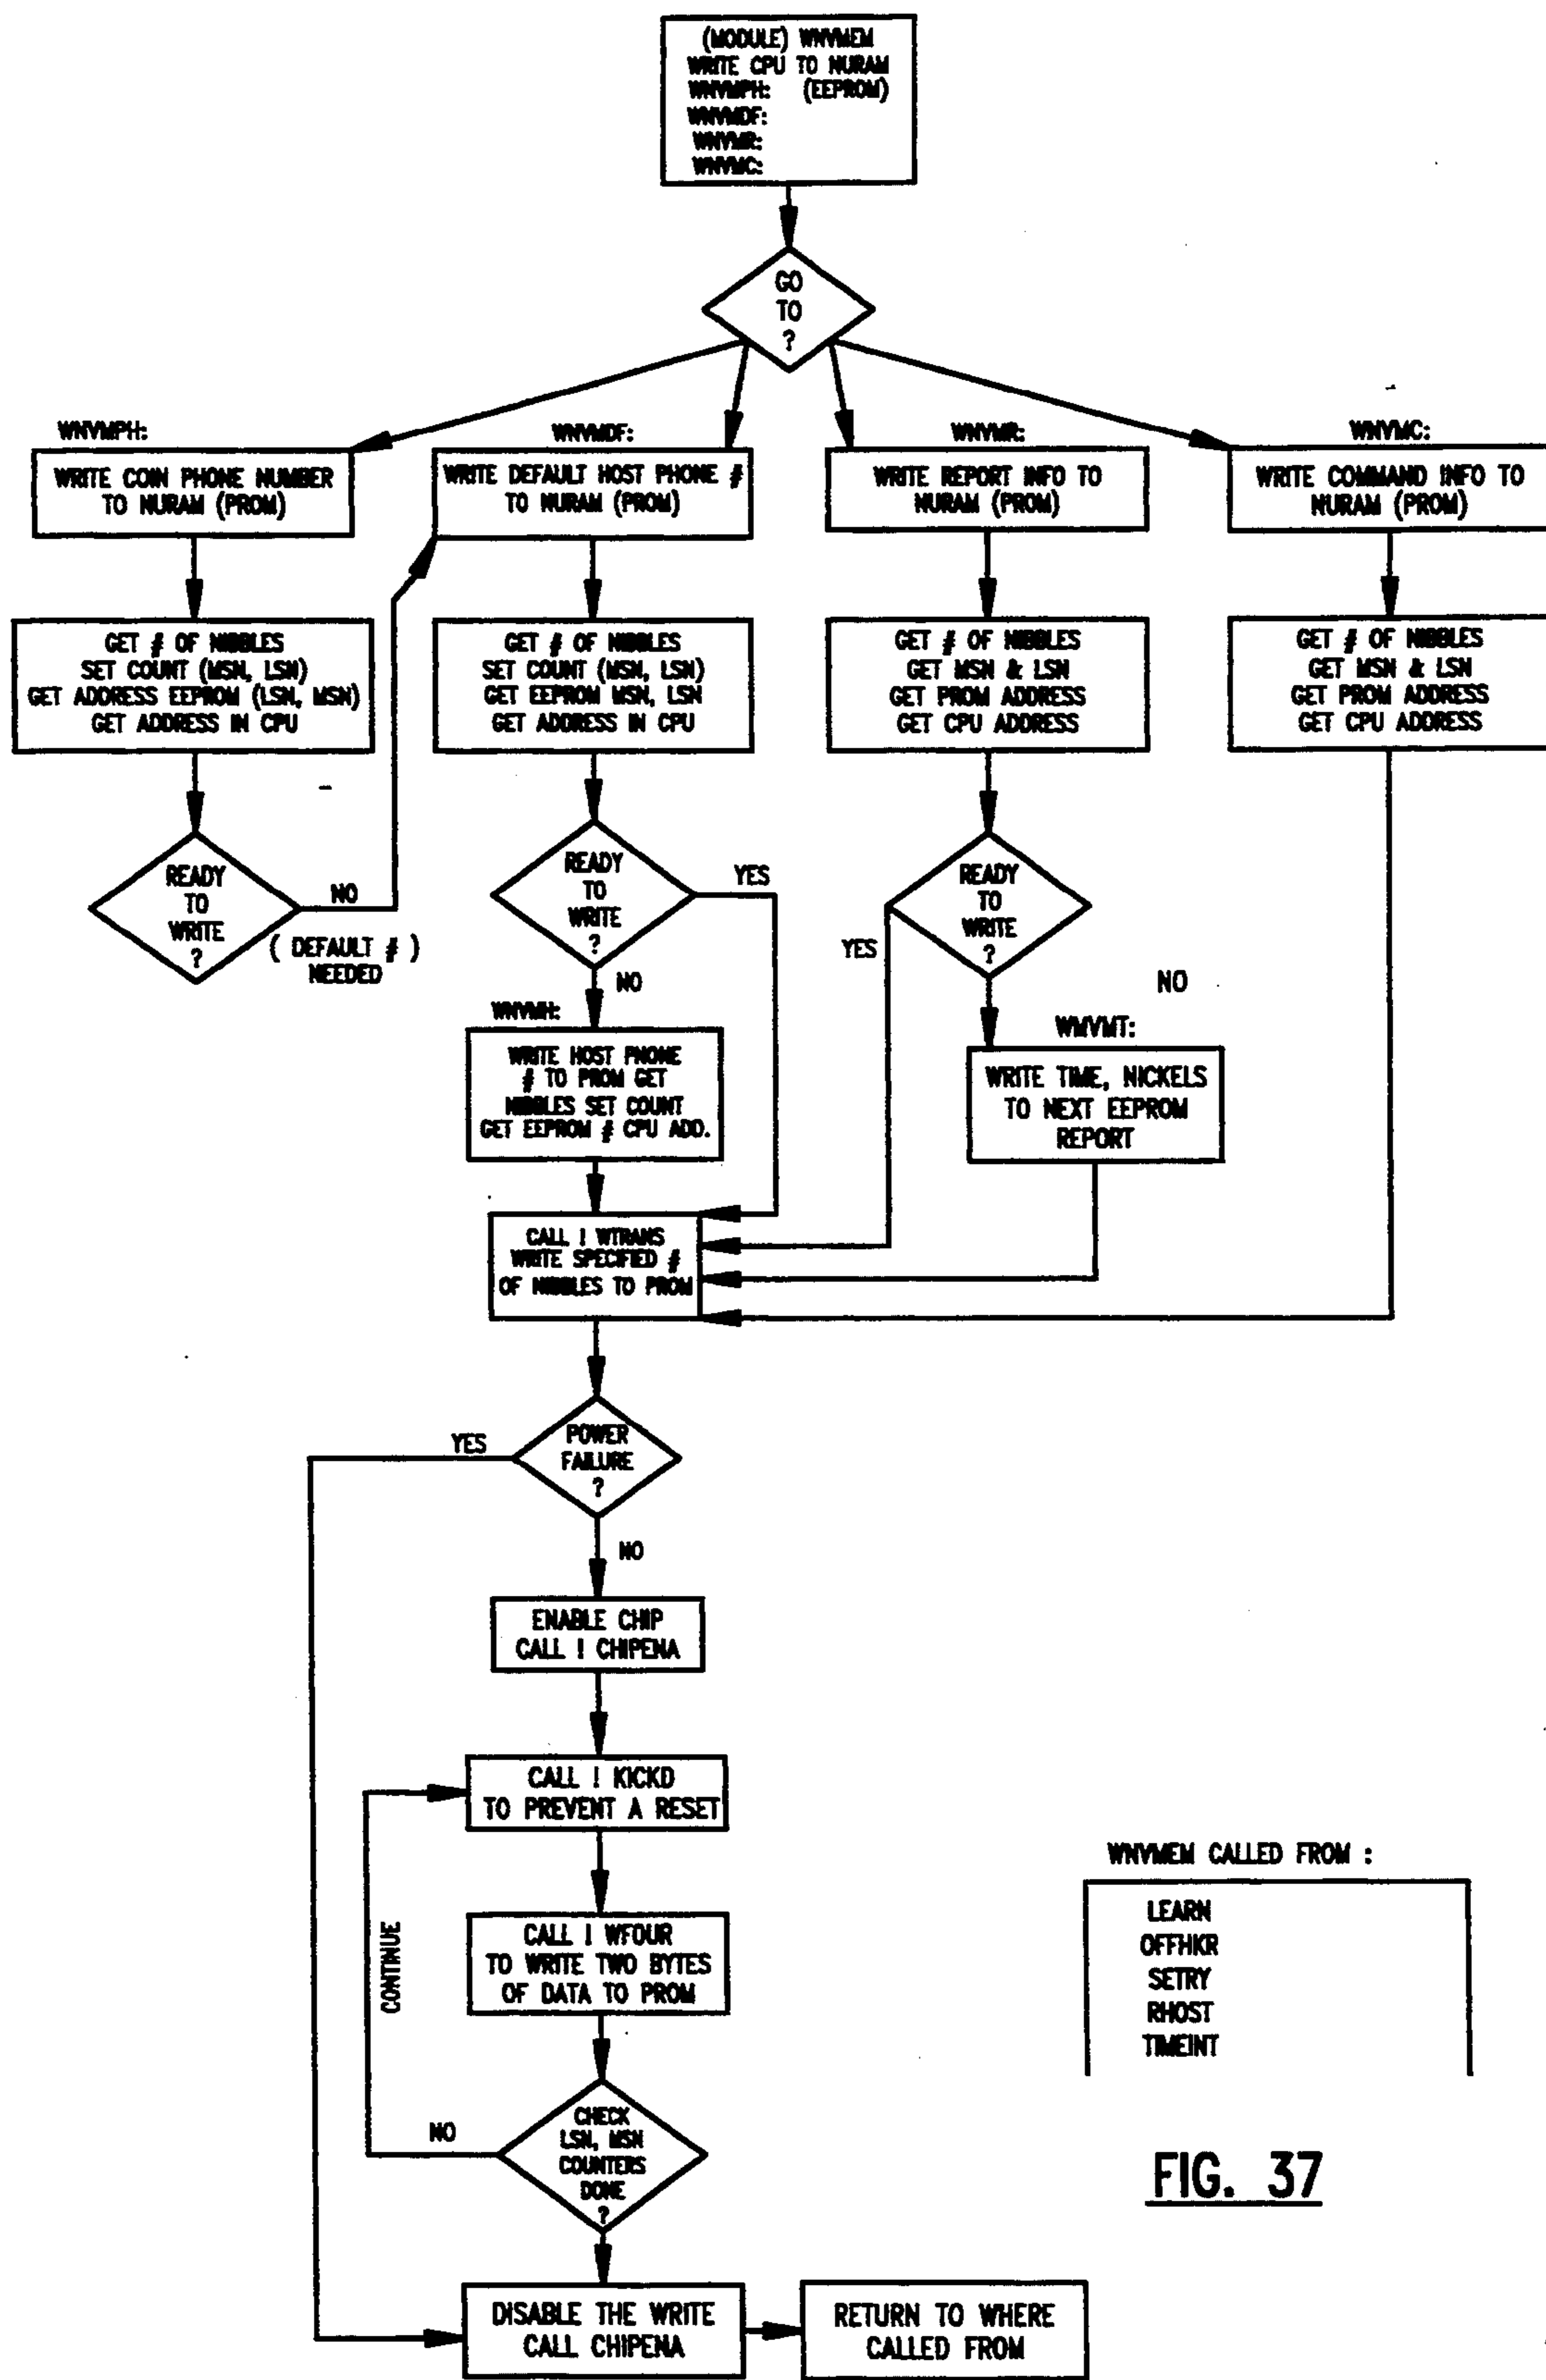 (MODULE) WNVMEM
WRITE CPU TO NURAM
WNVMPH: (EEPROM)
WNVMDF:
WNVMR:
WNVMC:
GO
TO
?
WNVMPH:
WRITE COIN PHONE NUMBER
TO NURAM (PROM)
WNVMDF:
WRITE DEFAULT HOST PHONE #
TO NURAM (PROM)
WNVMR:
WRITE REPORT INFO TO
NURAM (PROM)
WNVMC:
WRITE COMMAND INFO TO
NURAM (PROM)
GET # OF NIBBLES
SET COUNT (MSN, LSN)
GET ADDRESS EEPROM (LSN, MSN)
GET ADDRESS IN CPU
GET # OF NIBBLES
SET COUNT (MSN, LSN)
GET EEPROM MSN, LSN
GET ADDRESS IN CPU
GET # OF NIBBLES
GET MSN & LSN
GET PROM ADDRESS
GET CPU ADDRESS
GET # OF NIBBLES
GET MSN & LSN
GET PROM ADDRESS
GET CPU ADDRESS
READY
TO
WRITE
?
NO
( DEFAULT # )
NEEDED
READY
TO
WRITE
?
YES
NO
READY
TO
WRITE
?
YES
NO
WNVMH:
WRITE HOST PNONE
# TO PROM GET
NIBBLES SET COUNT
GET EEPROM # CPU ADD.
WMVMT:
WRITE TIME, NICKELS
TO NEXT EEPROM
REPORT
CALL ! WTRANS
WRITE SPECIFIED #
OF NIBBLES TO PROM
POWER
FAILURE
?
YES
NO
ENABLE CHIP
CALL ! CHIPENA
CALL ! KICKD
TO PREVENT A RESET
CONTINUE
CALL ! WFOUR
TO WRITE TWO BYTES
OF DATA TO PROM
CHECK
LSN, MSN
COUNTERS
DONE
?
NO
DISABLE THE WRITE
CALL CHIPENA
RETURN TO WHERE
CALLED FROM
WNVMEM CALLED FROM :
LEARN
OFFHKR
SETRY
RHOST
TIMEINT
FIG. 37